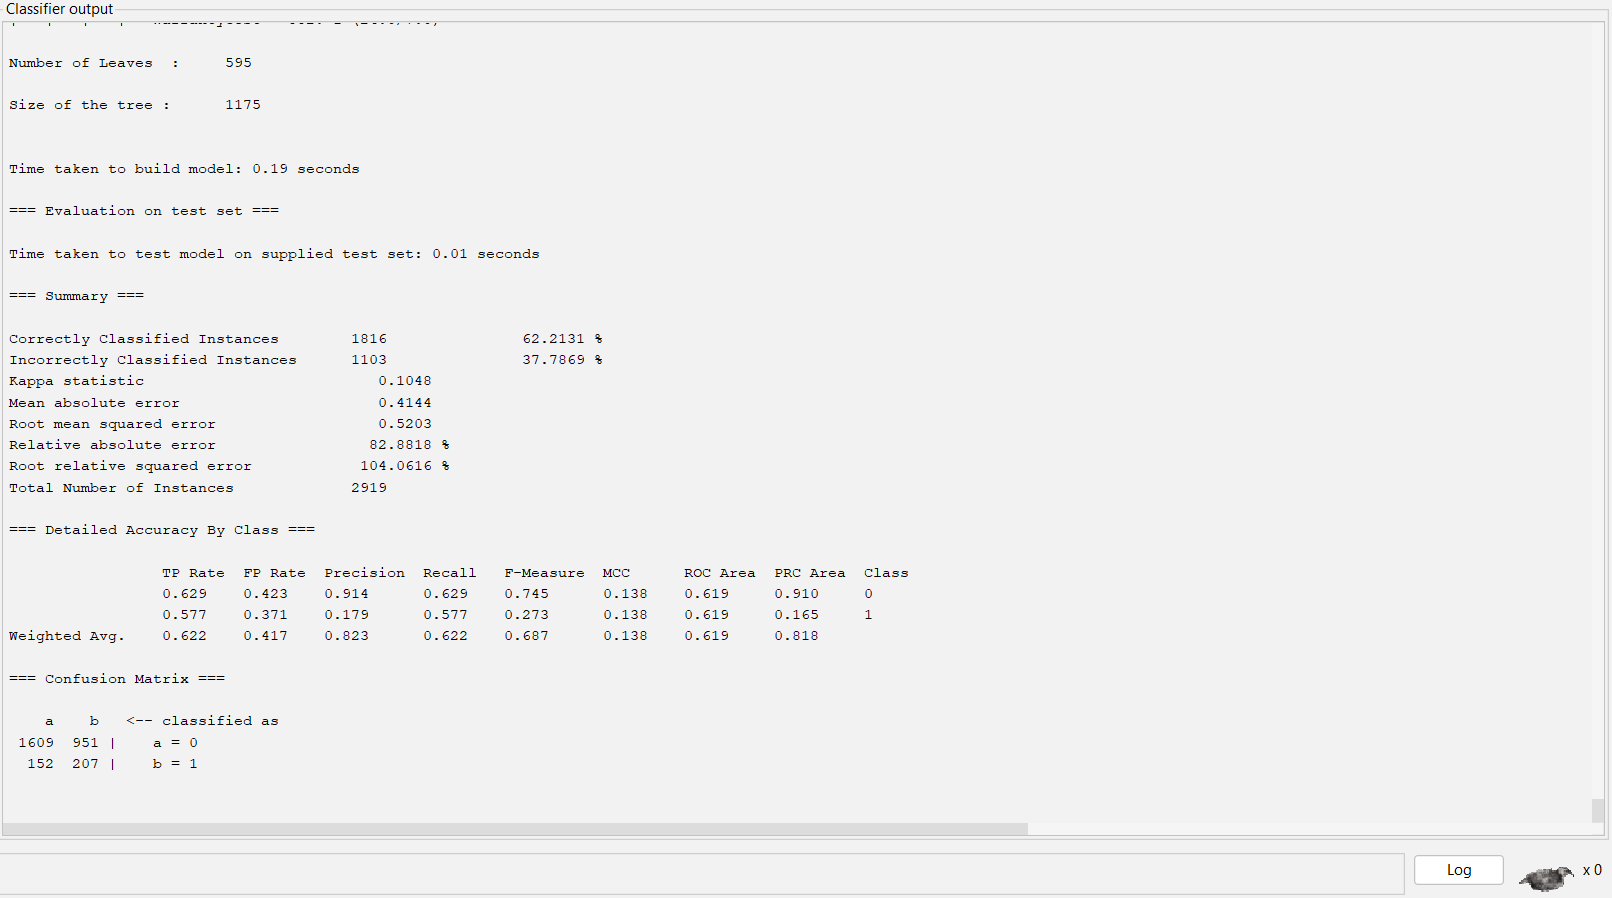 Classifier output
Number of Leaves  :     595
Size of the tree :      1175
Time taken to build model: 0.19 seconds
=== Evaluation on test set ===
Time taken to test model on supplied test set: 0.01 seconds
=== Summary ===
Correctly Classified Instances        1816               62.2131 %
Incorrectly Classified Instances      1103               37.7869 %
Kappa statistic                          0.1048
Mean absolute error                      0.4144
Root mean squared error                  0.5203
Relative absolute error                 82.8818 %
Root relative squared error            104.0616 %
Total Number of Instances             2919
=== Detailed Accuracy By Class ===
TP Rate  FP Rate  Precision  Recall   F-Measure  MCC      ROC Area  PRC Area  Class
0.629    0.423    0.914      0.629    0.745      0.138    0.619     0.910     0
0.577    0.371    0.179      0.577    0.273      0.138    0.619     0.165     1
Weighted Avg.    0.622    0.417    0.823      0.622    0.687      0.138    0.619     0.818
=== Confusion Matrix ===
a    b   <-- classified as
1609  951 |    a = 0
152  207 |    b = 1
Log
x 0